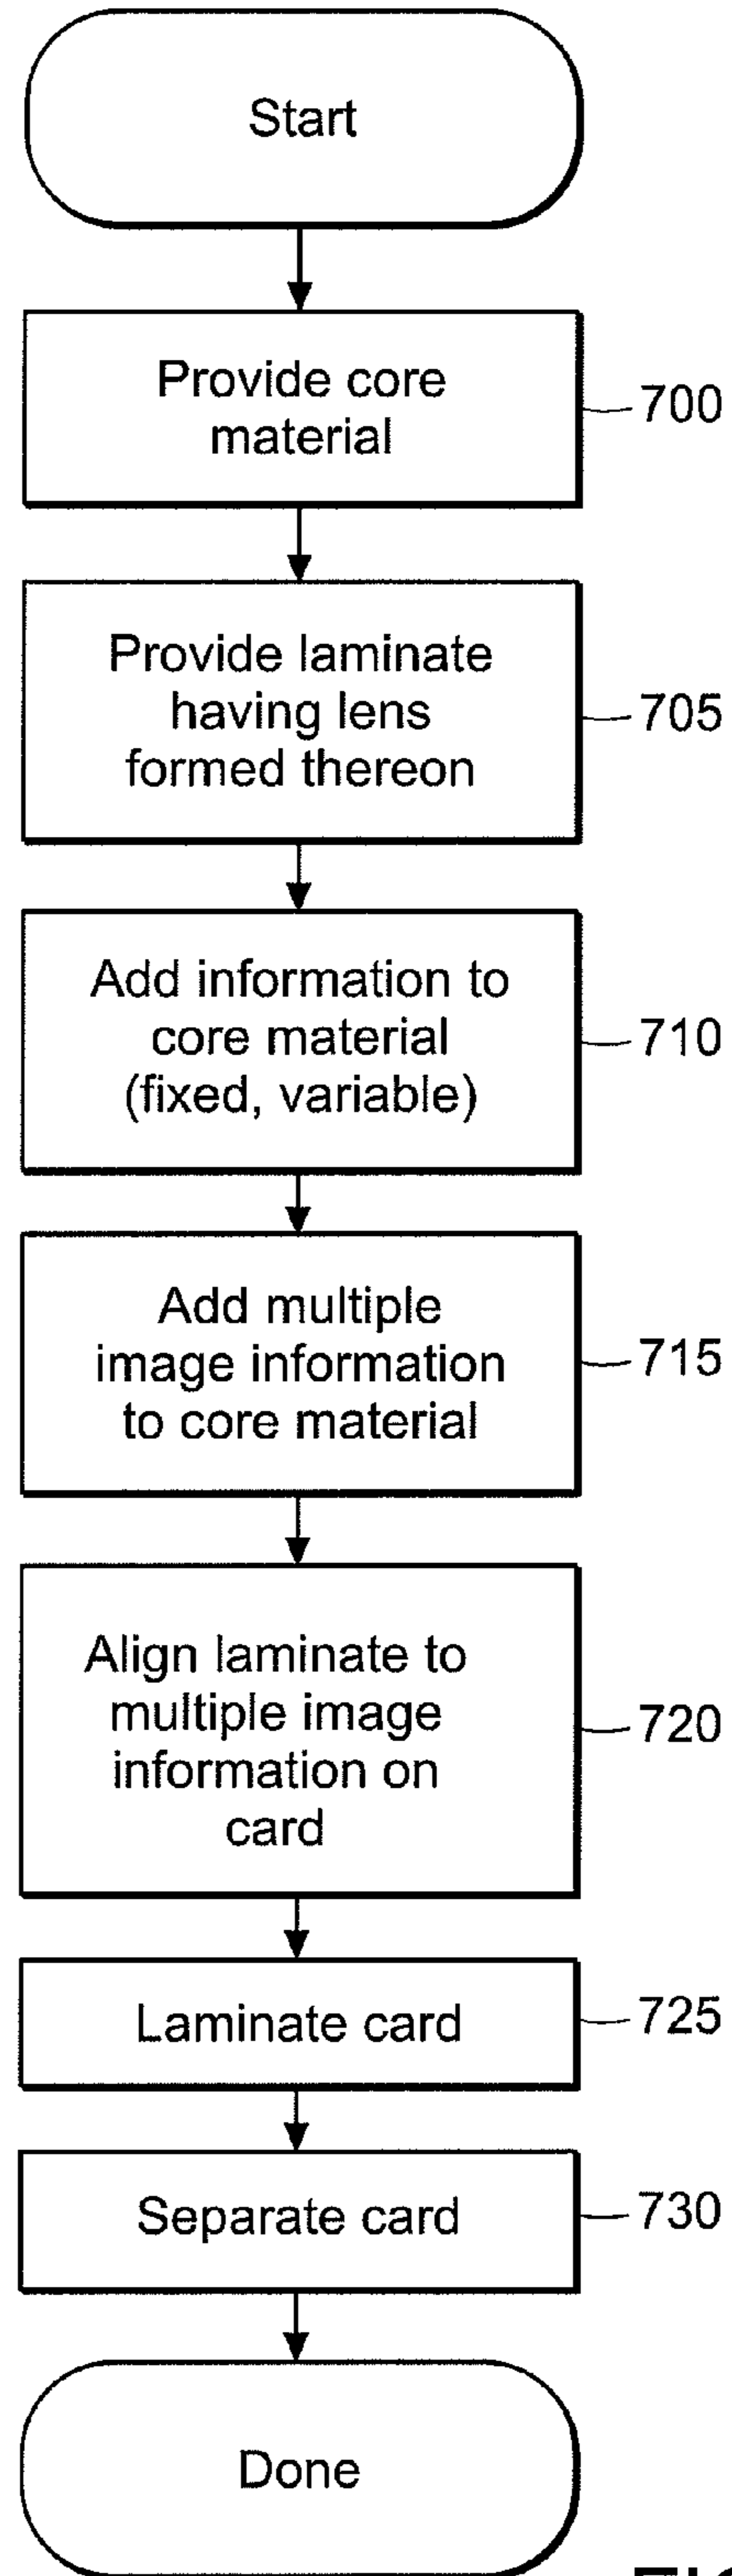 Start
Provide core
material
700
Provide laminate
having lens
formed thereon
705
Add information to
core material
(fixed, variable)
710
Add multiple
image information
to core material
715
Align laminate to
multiple image
information on
card
720
Laminate card
725
Separate card
730
Done